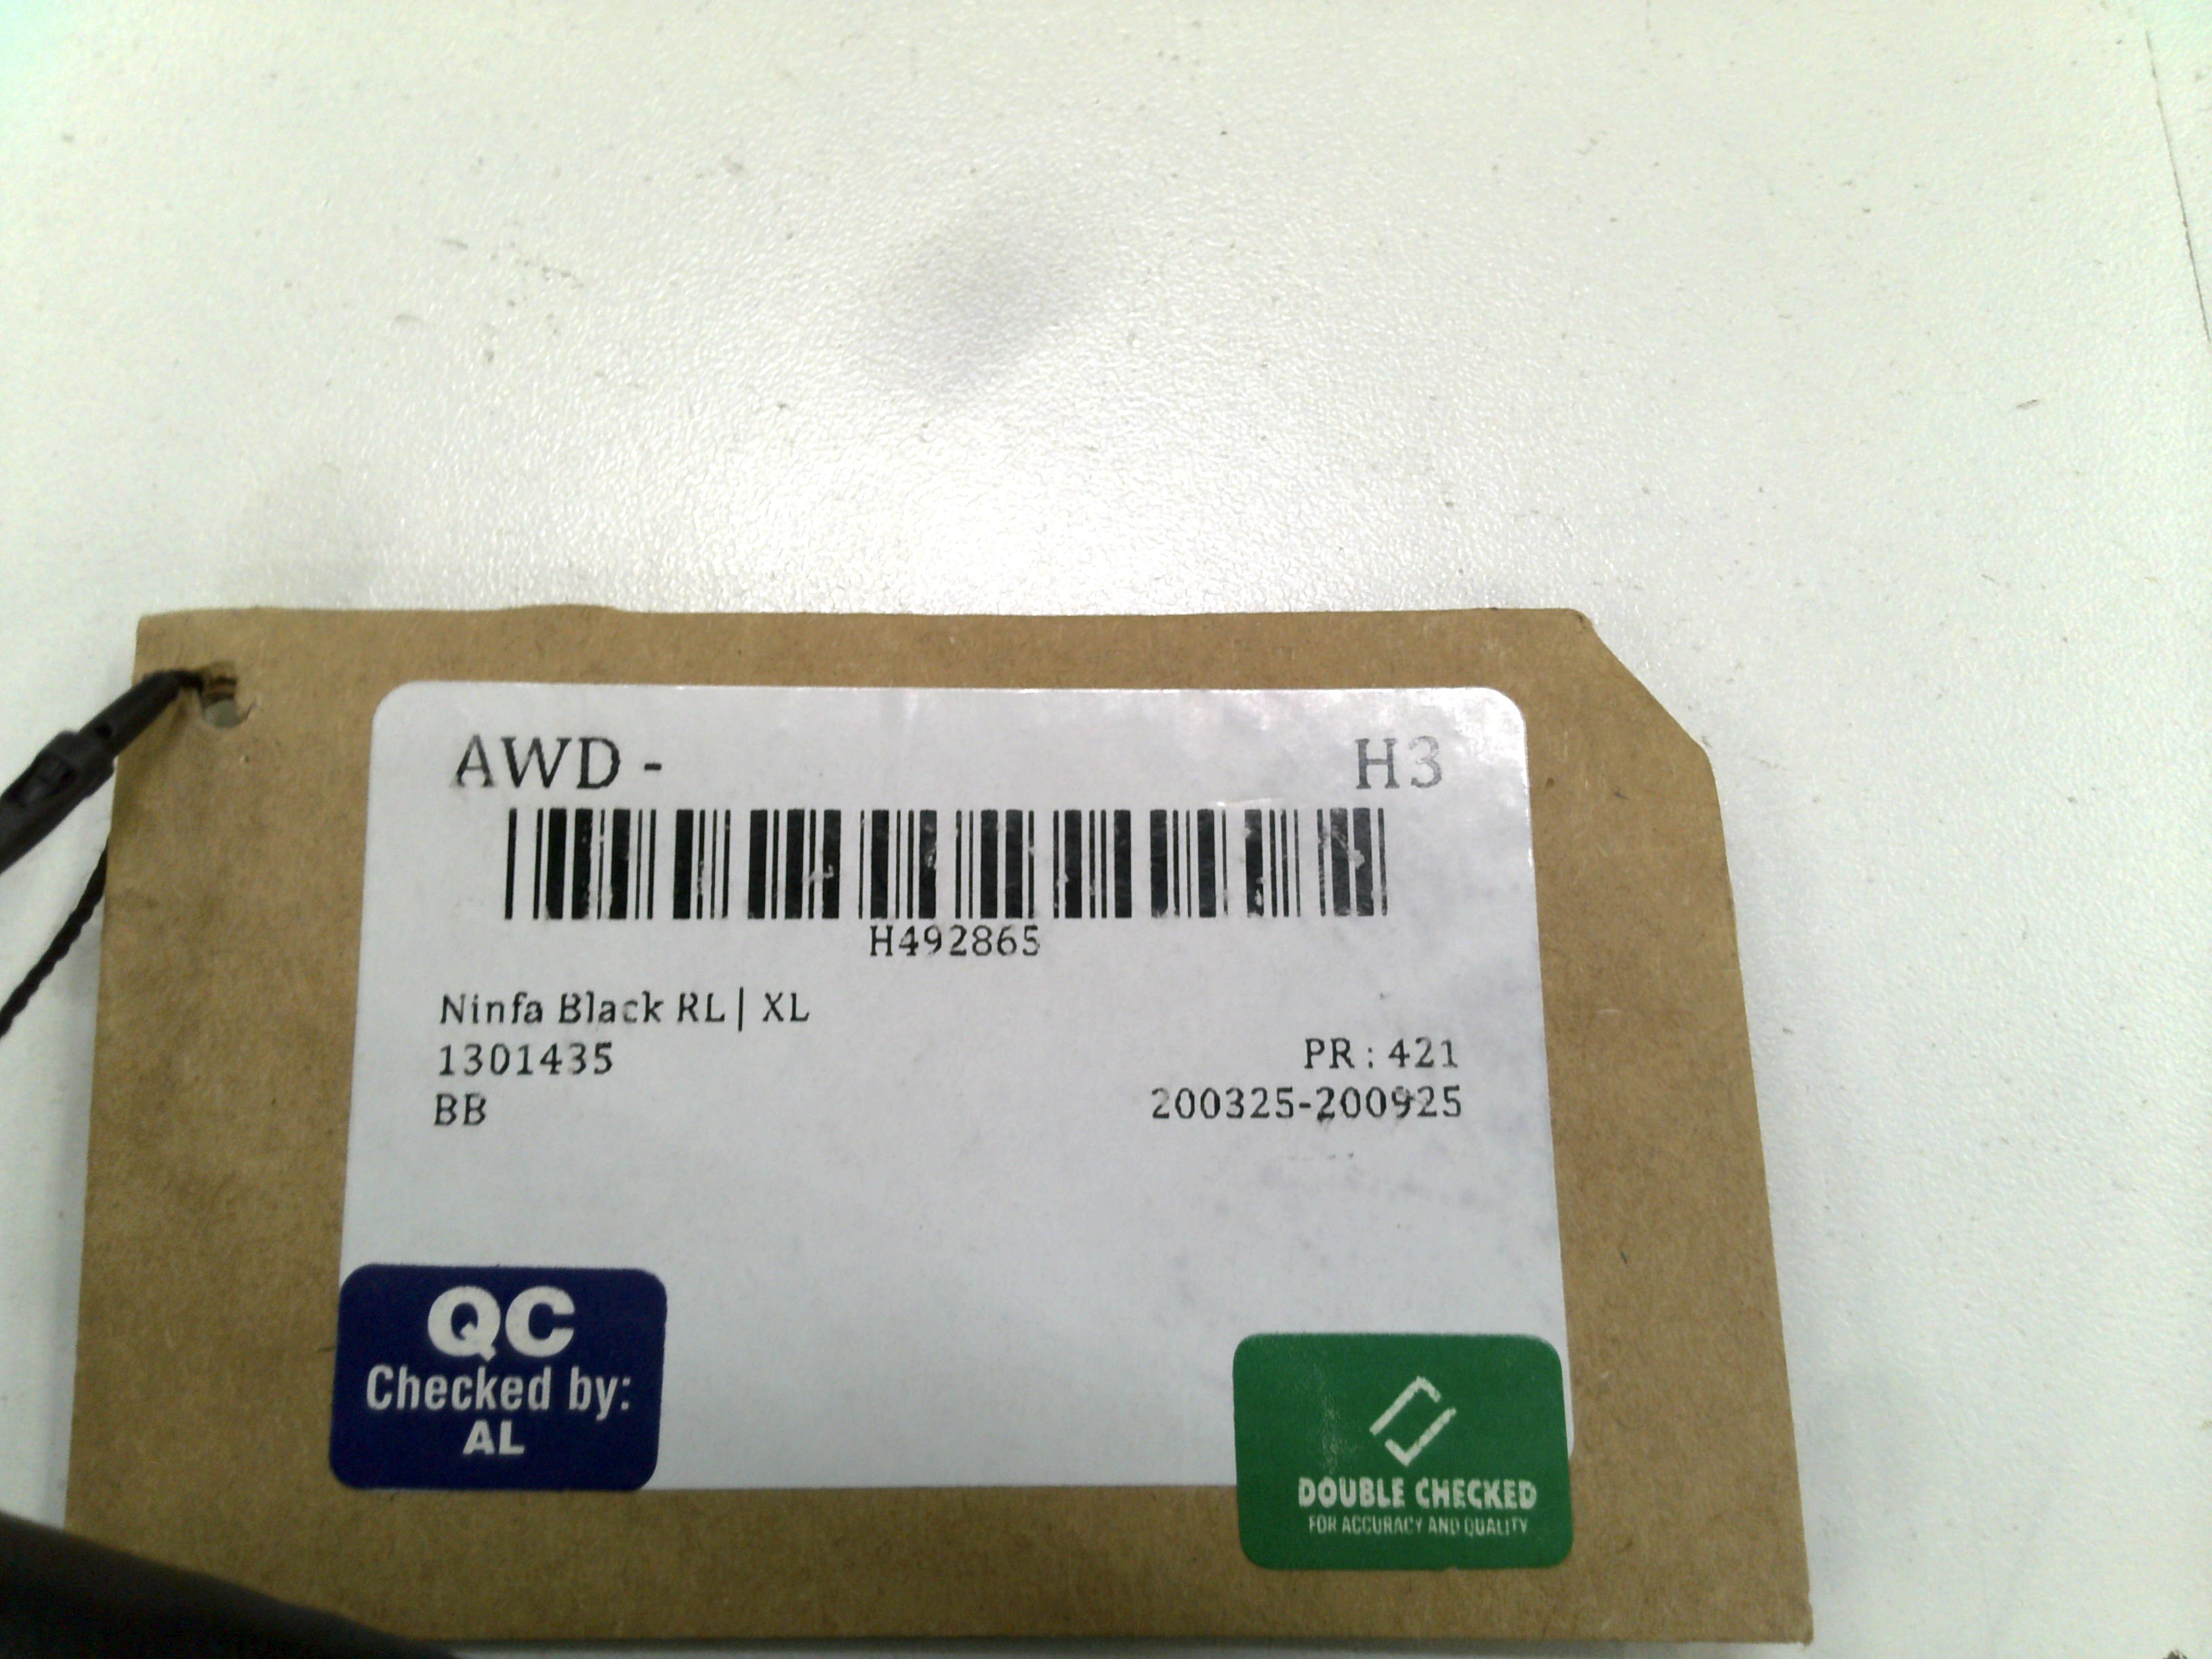 AWD - H3
H492865
Ninfa Black RL | XL
1301435 PR : 421
BB 200325-200925
QC
Checked by:
AL
DOUBLE CHECKED
FOR ACCURACY AND QUALITY